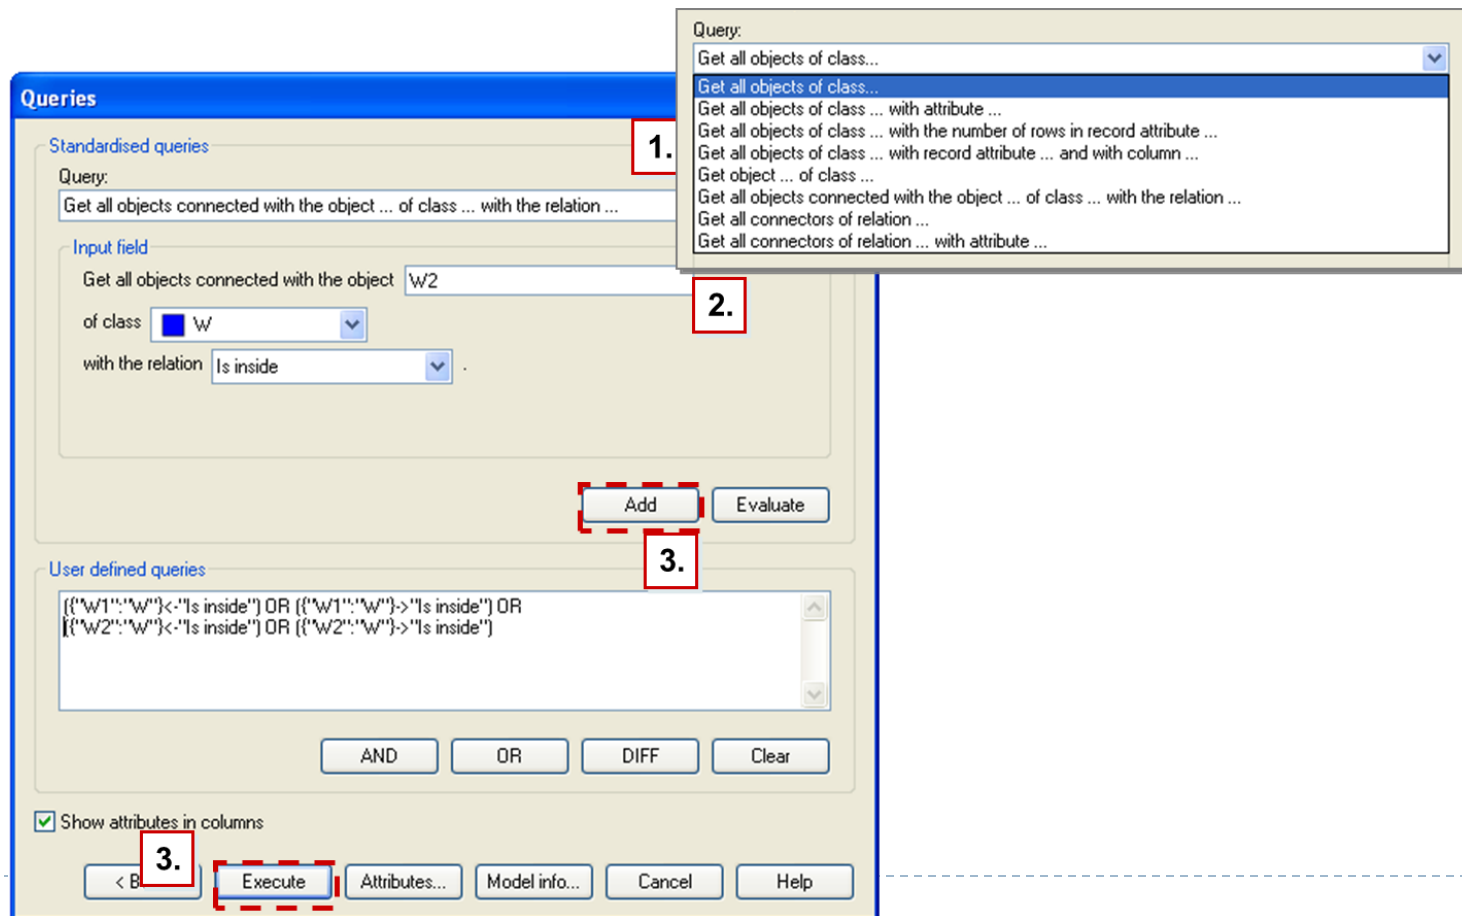 Query:
Get all objects of class...
Get all objects of class...
Get all objects of class ... with attribute ...
Get all objects of class ... with the number of rows in record attribute ...
Get all objects of class ... with record attribute ... and with column ...
Get object ... of class ...
Get all objects connected with the object ... of class ... with the relation ...
Get all connectors of relation ...
Get all connectors of relation ... with attribute ...
Queries
1.
Standardised queries
Query:
Get all objects connected with the object ... of class ... with the relation ...
Input field
Get all objects connected with the object W2
2.
of class W
with the relation Is inside .
Add Evaluate
3.
User defined queries
({"W1":"W"}<-"Is inside") OR ({"W1":"W"}->"Is inside") OR
({"W2":"W"}<-"Is inside") OR ({"W2":"W"}->"Is inside")
AND OR DIFF Clear
Show attributes in columns
3.
< B Execute Attributes... Model info... Cancel Help